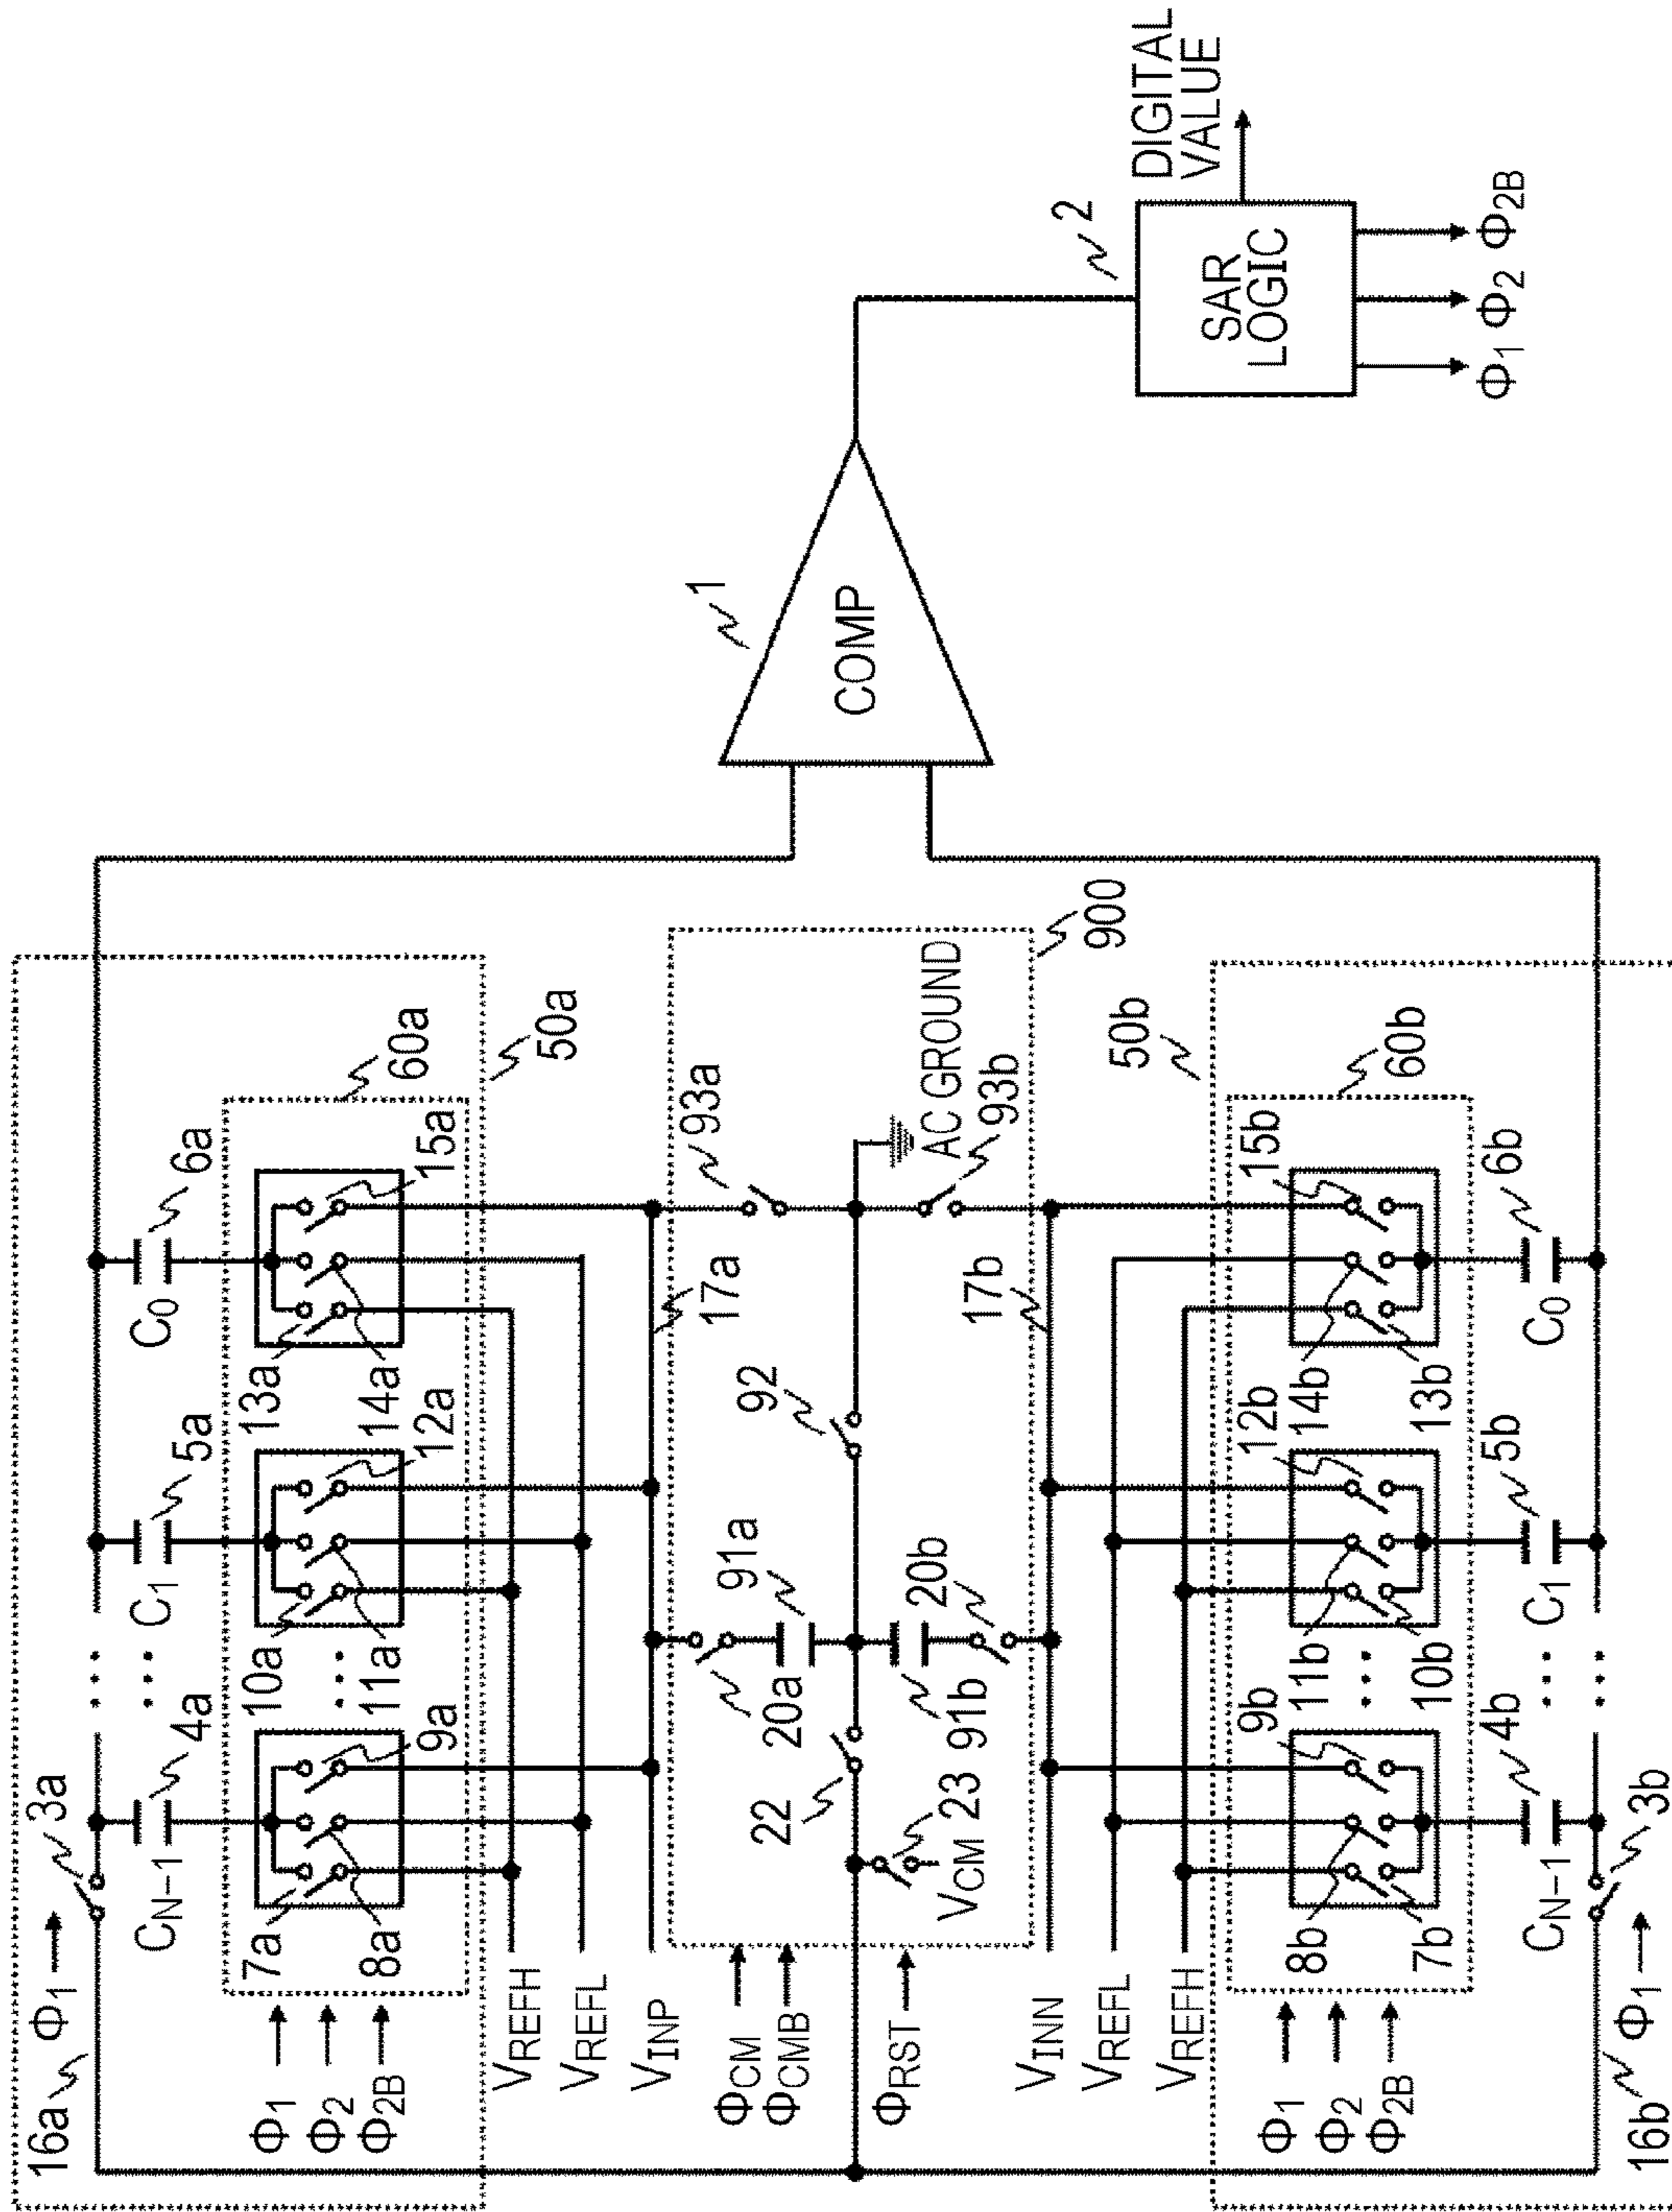 16a
Φ1
3a
4a
5a
6a
CN−1
C1
C0
...
...
60a
50a
7a
8a
9a
10a
11a
12a
13a
14a
15a
...
Φ1
Φ2
Φ2B
VREFH
VREFL
VINP
17a
ΦCM
ΦCMB
ΦRST
20a
91a
93a
22
92
23
VCM
20b
91b
93b
AC GROUND
900
17b
VINN
VREFL
VREFH
50b
60b
Φ1
Φ2
Φ2B
8b
7b
9b
11b
10b
12b
14b
13b
15b
...
CN−1
4b
C1
5b
C0
6b
...
...
16b
Φ1
3b
COMP
1
2
SAR
LOGIC
DIGITAL
VALUE
Φ1
Φ2
Φ2B